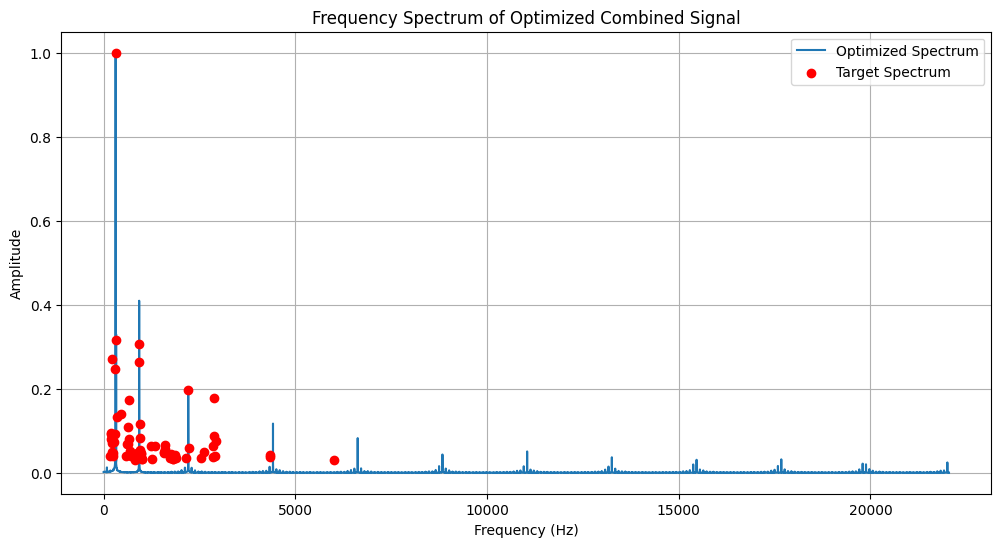 Frequency Spectrum of Optimized Combined Signal
Optimized Spectrum
Target Spectrum
1.0
0.8
0.6
0.4
0.2
0.0
Amplitude
0
5000
10000
15000
20000
Frequency (Hz)